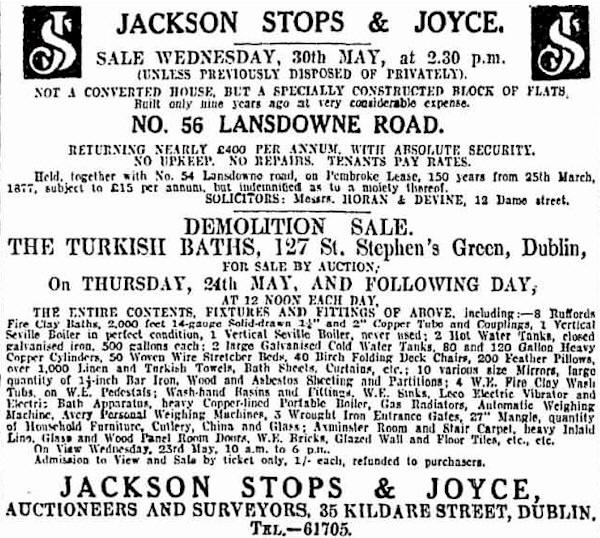 JS
JS
JACKSON STOPS & JOYCE.
SALE WEDNESDAY, 30th MAY, at 2.30 p.m.
(UNLESS PREVIOUSLY DISPOSED OF PRIVATELY).
NOT A CONVERTED HOUSE, BUT A SPECIALLY CONSTRUCTED BLOCK OF FLATS.
Built only nine years ago at very considerable expense.
NO. 56 LANSDOWNE ROAD.
RETURNING NEARLY £400 PER ANNUM, WITH ABSOLUTE SECURITY.
NO UPKEEP. NO REPAIRS. TENANTS PAY RATES.
Held, together with No. 54 Lansdowne road, on Pembroke Lease, 150 years from 25th March,
1877, subject to £15 per annum, but indemnified as to a moiety thereof.
SOLICITORS: Messrs. HORAN & DEVINE, 12 Dame street.
DEMOLITION SALE.
THE TURKISH BATHS, 127 St. Stephen's Green, Dublin,
FOR SALE BY AUCTION,
On THURSDAY, 24th MAY, AND FOLLOWING DAY,
AT 12 NOON EACH DAY,
THE ENTIRE CONTENTS, FIXTURES AND FITTINGS OF ABOVE, including:—8 Ruffords
Fire Clay Baths, 2,000 feet 14-gauge Solid-drawn 1½" and 2" Copper Tube and Couplings, 1 Vertical
Seville Boiler in perfect condition, 1 Vertical Seville Boiler, never used; 2 Hot Water Tanks, closed
galvanised iron, 500 gallons each; 2 large Galvanised Cold Water Tanks, 80 and 120 Gallon Heavy
Copper Cylinders, 50 Woven Wire Stretcher Beds, 40 Birch Folding Deck Chairs, 200 Feather Pillows,
over 1,000 Linen and Turkish Towels, Bath Sheets, Curtains, etc.; 10 various size Mirrors, large
quantity of 1½-inch Bar Iron, Wood and Asbestos Sheeting and Partitions; 4 W.E. Fire Clay Wash
Tubs, on W.E. Pedestals; Wash-hand Basins and Fittings, W.E. Sinks, Leco Electric Vibrator and
Electric Bath Apparatus, heavy Copper-lined Portable Boiler, Gas Radiators, Automatic Weighing
Machine, Avery Personal Weighing Machines, 3 Wrought Iron Entrance Gates, 27" Mangle, quantity
of Household Furniture, Cutlery, China and Glass; Axminster Room and Stair Carpet, heavy Inlaid
Lino, Glass and Wood Panel Room Doors, W.E. Bricks, Glazed Wall and Floor Tiles, etc., etc.
On View Wednesday, 23rd May, 10 a.m. to 6 p.m.
Admission to View and Sale by ticket only, 1/- each, refunded to purchasers.
JACKSON STOPS & JOYCE,
AUCTIONEERS AND SURVEYORS, 35 KILDARE STREET, DUBLIN.
TEL.—61705.